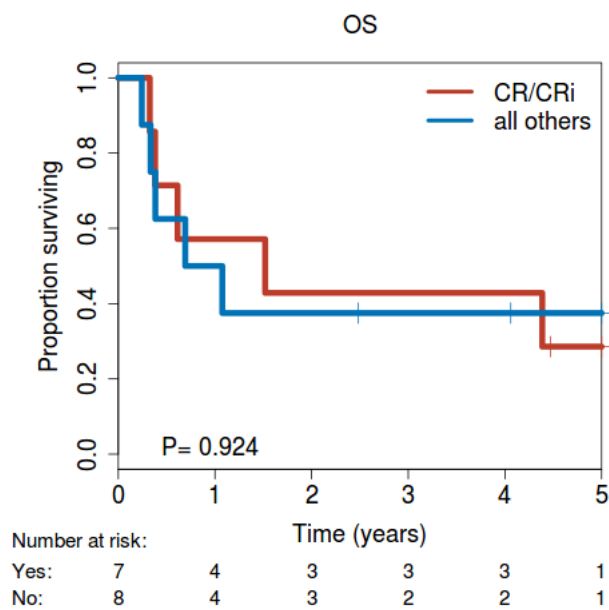 OS
CR/CRi
all others
Proportion surviving
1.0
0.8
0.6
0.4
0.2
0.0
P= 0.924
0 1 2 3 4 5
Time (years)
Number at risk:
Yes: 7 4 3 3 3 1
No: 8 4 3 2 2 1